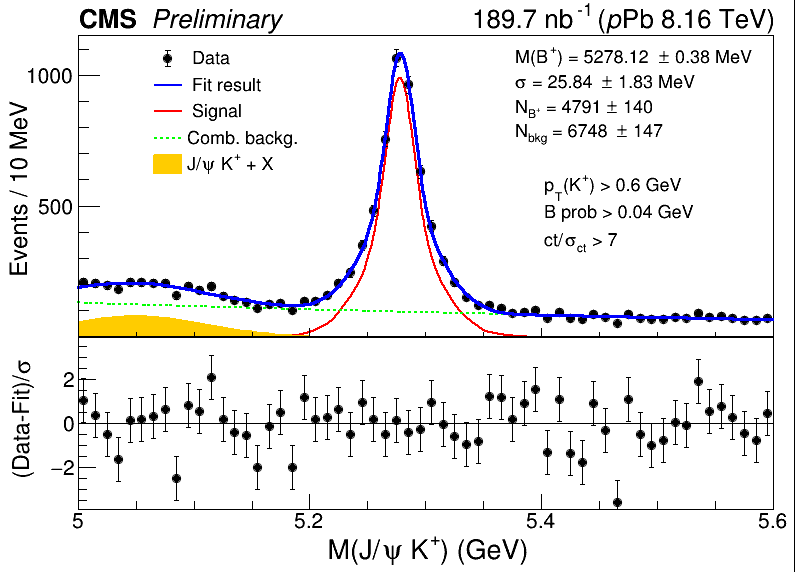 CMS Preliminary 189.7 nb⁻¹ (pPb 8.16 TeV)
Events / 10 MeV
1000
500
Data
Fit result
Signal
Comb. backg.
J/ψ K⁺ + X
M(B⁺) = 5278.12 ± 0.38 MeV
σ = 25.84 ± 1.83 MeV
N_B⁺ = 4791 ± 140
N_bkg = 6748 ± 147
p_T(K⁺) > 0.6 GeV
B prob > 0.04 GeV
ct/σ_ct > 7
(Data-Fit)/σ
2
0
−2
5 5.2 5.4 5.6
M(J/ψ K⁺) (GeV)